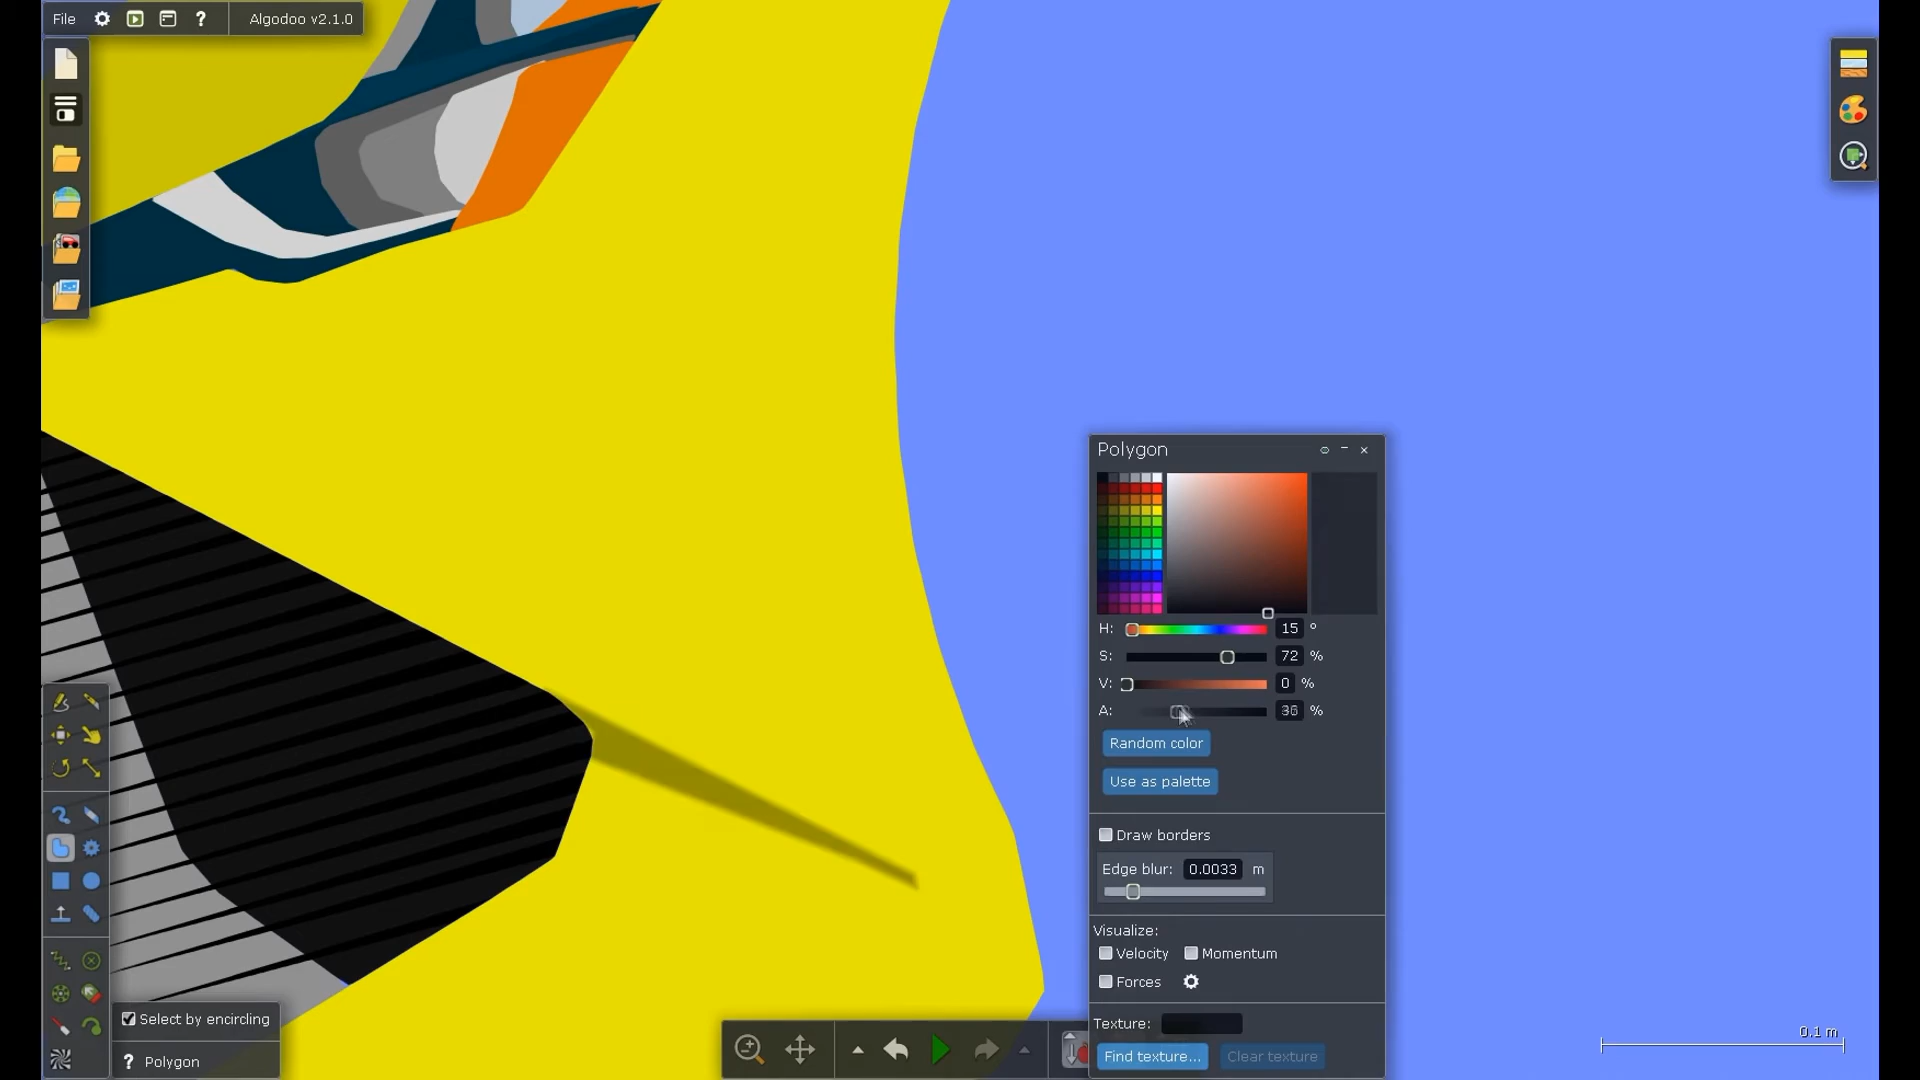 File ? Algodoo v2.1.0
Polygon
H: 15 °
S: 72 %
V: 0 %
A: 36 %
Random color
Use as palette
Draw borders
Edge blur: 0.0033 m
Visualize:
Velocity Momentum
Forces
Texture:
Find texture... Clear texture
Select by encircling
? Polygon
0.1 m